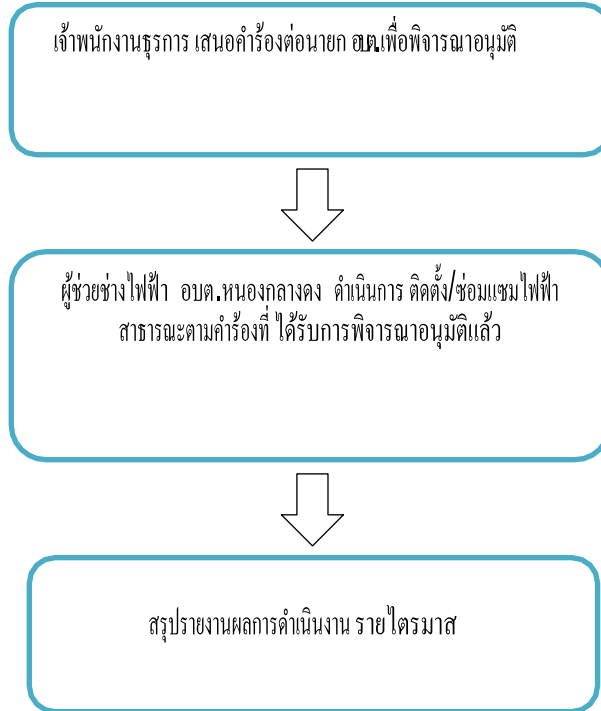 เจ้าพนักงานธุรการ เสนอคำร้องต่อนายก อบต.เพื่อพิจารณาอนุมัติ
ผู้ช่วยช่างไฟฟ้า อบต.หนองกลางดง ดำเนินการ ติดตั้ง/ซ่อมแซมไฟฟ้า
สาธารณะตามคำร้องที่ ได้รับการพิจารณาอนุมัติแล้ว
สรุปรายงานผลการดำเนินงาน รายไตรมาส